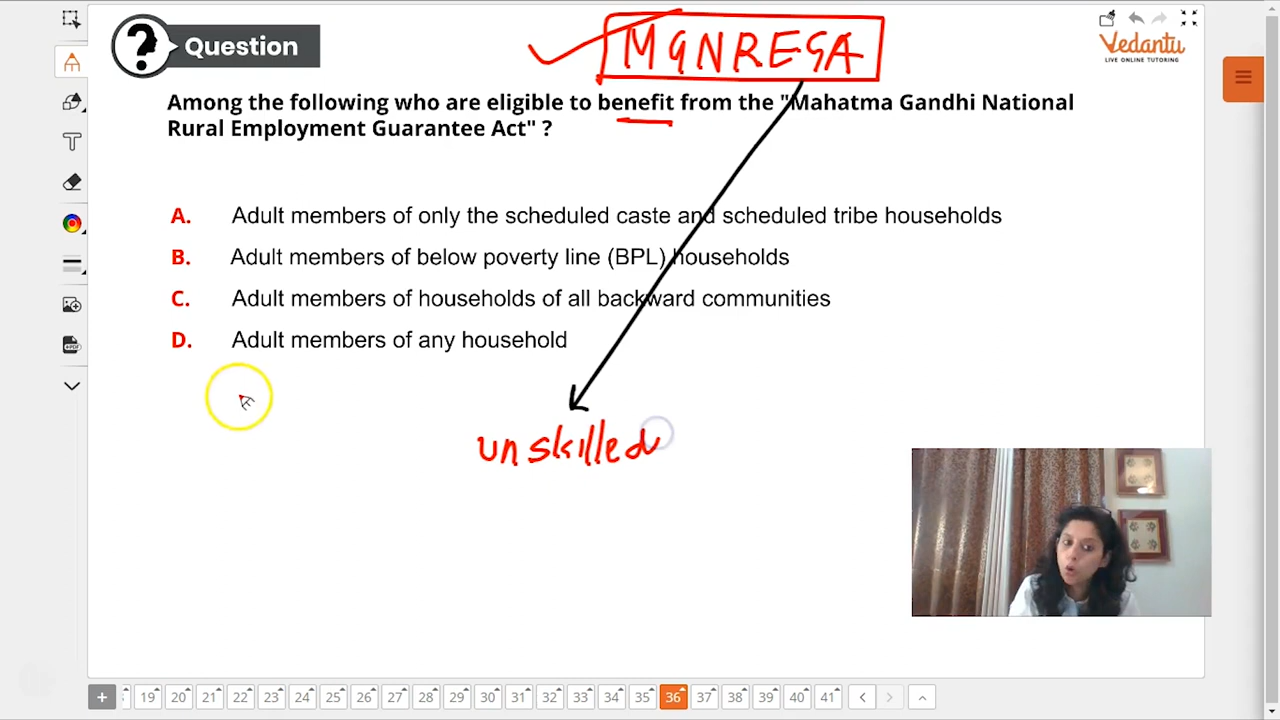 MGNREGA
Question
Vedantu
LIVE ONLINE TUTORING
Among the following who are eligible to benefit from the "Mahatma Gandhi National
Rural Employment Guarantee Act" ?
A. Adult members of only the scheduled caste and scheduled tribe households
B. Adult members of below poverty line (BPL) households
C. Adult members of households of all backward communities
D. Adult members of any household
unskilled
19 20 21 22 23 24 25 26 27 28 29 30 31 32 33 34 35 36 37 38 39 40 41